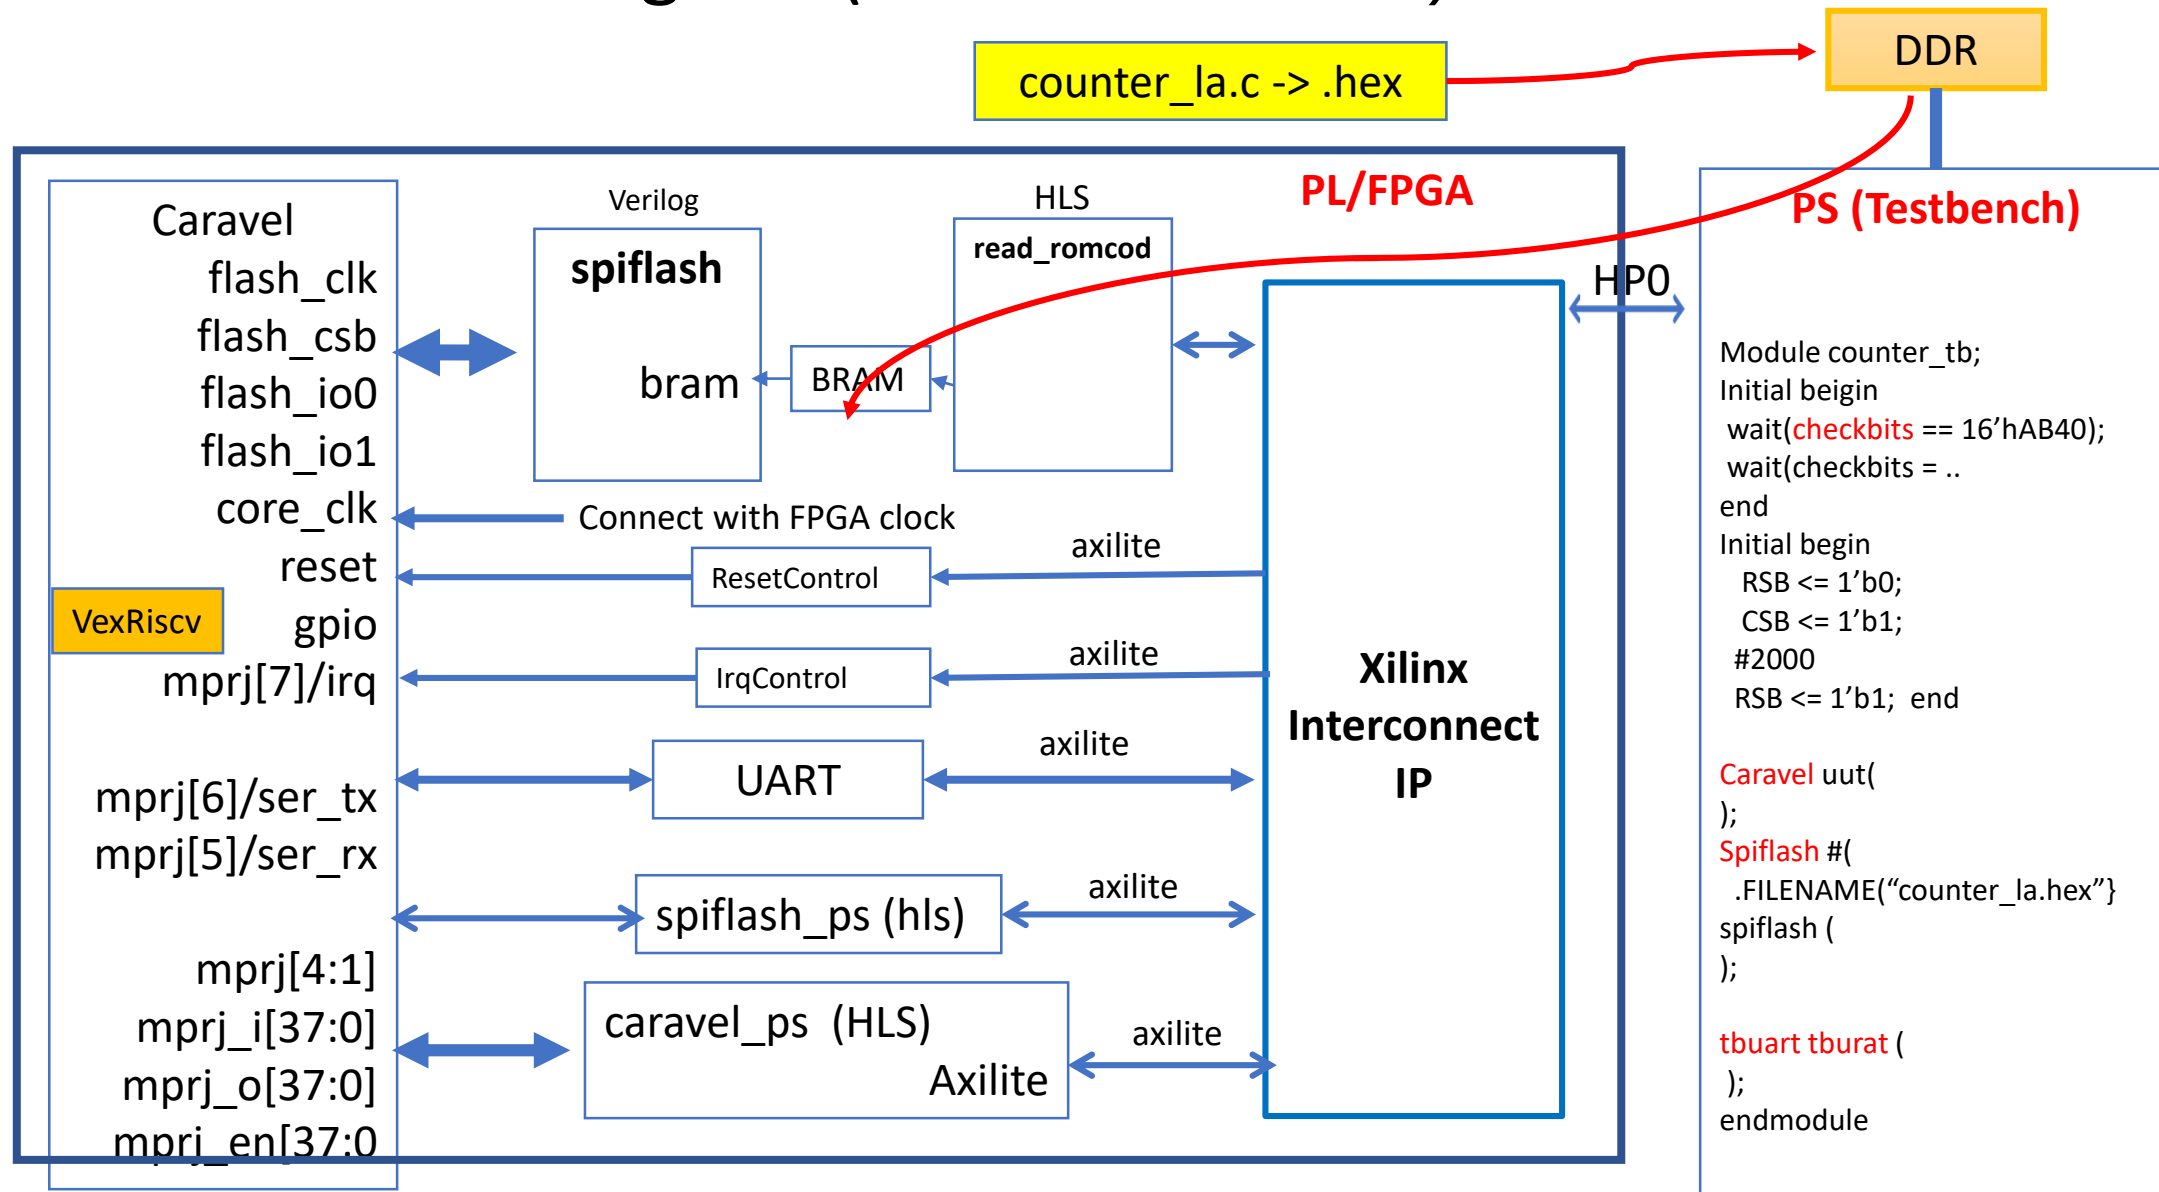 counter_la.c -> .hex
DDR
PL/FPGA
PS (Testbench)
Caravel
flash_clk
flash_csb
flash_io0
flash_io1
core_clk
reset
gpio
VexRiscv
mprj[7]/irq
mprj[6]/ser_tx
mprj[5]/ser_rx
mprj[4:1]
mprj_i[37:0]
mprj_o[37:0]
mprj_en[37:0
Verilog
spiflash
bram
BRAM
HLS
read_romcod
Connect with FPGA clock
ResetControl
axilite
IrqControl
axilite
UART
axilite
spiflash_ps (hls)
axilite
caravel_ps (HLS)
Axilite
axilite
Xilinx
Interconnect
IP
HP0
Module counter_tb;
Initial beigin
wait(checkbits == 16’hAB40);
wait(checkbits = ..
end
Initial begin
RSB <= 1’b0;
CSB <= 1’b1;
#2000
RSB <= 1’b1; end
Caravel uut(
);
Spiflash #(
.FILENAME(“counter_la.hex”}
spiflash (
);
tbuart tburat (
);
endmodule